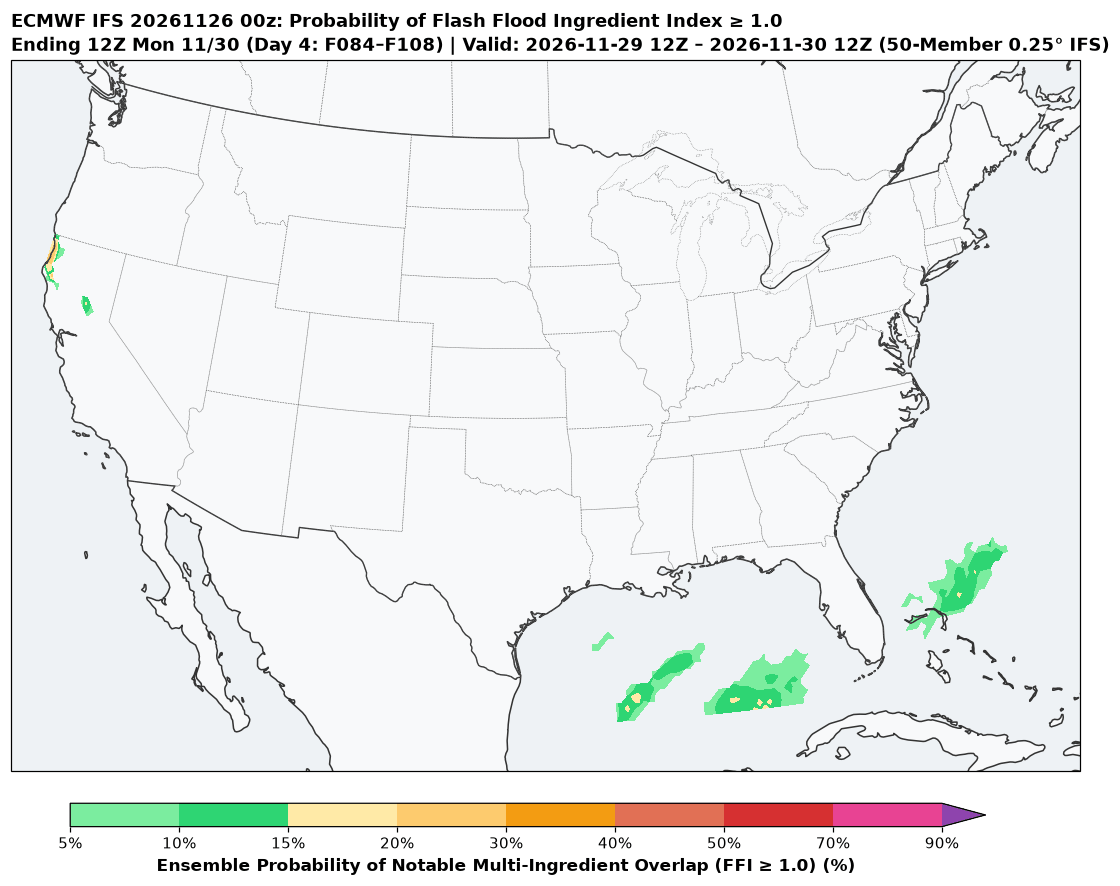 ECMWF IFS 20261126 00z: Probability of Flash Flood Ingredient Index ≥ 1.0
Ending 12Z Mon 11/30 (Day 4: F084–F108) | Valid: 2026-11-29 12Z – 2026-11-30 12Z (50-Member 0.25° IFS)
5% 10% 15% 20% 30% 40% 50% 70% 90%
Ensemble Probability of Notable Multi-Ingredient Overlap (FFI ≥ 1.0) (%)